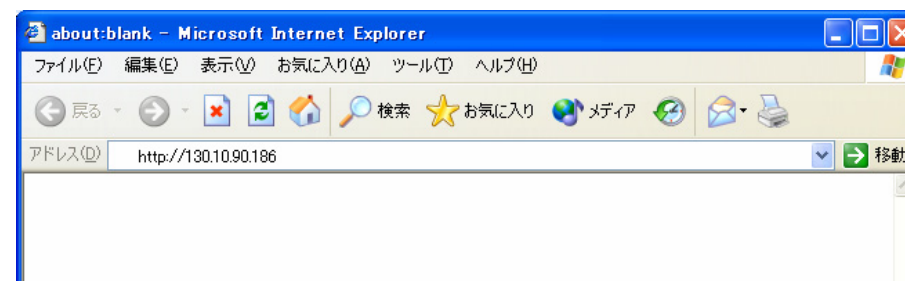 about:blank - Microsoft Internet Explorer
ファイル(F) 編集(E) 表示(V) お気に入り(A) ツール(T) ヘルプ(H)
戻る 検索 お気に入り メディア
アドレス(D) http://130.10.90.186 移動